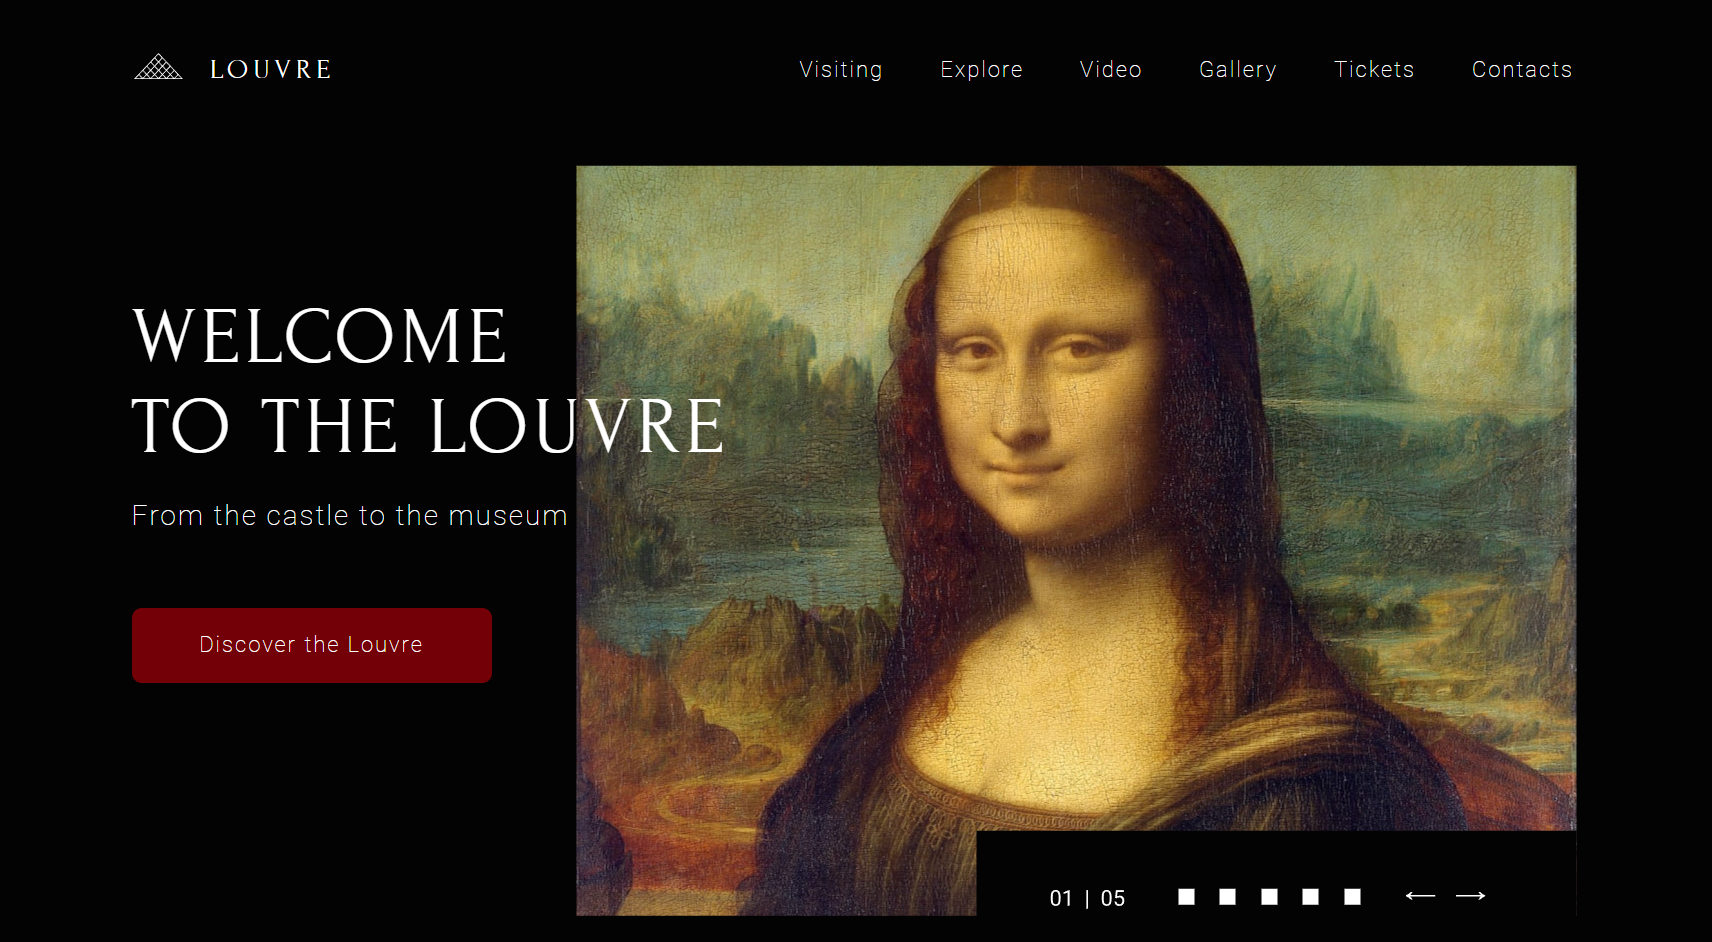 LOUVRE
Visiting Explore Video Gallery Tickets Contacts
WELCOME
TO THE LOUVRE
From the castle to the museum
Discover the Louvre
01 | 05